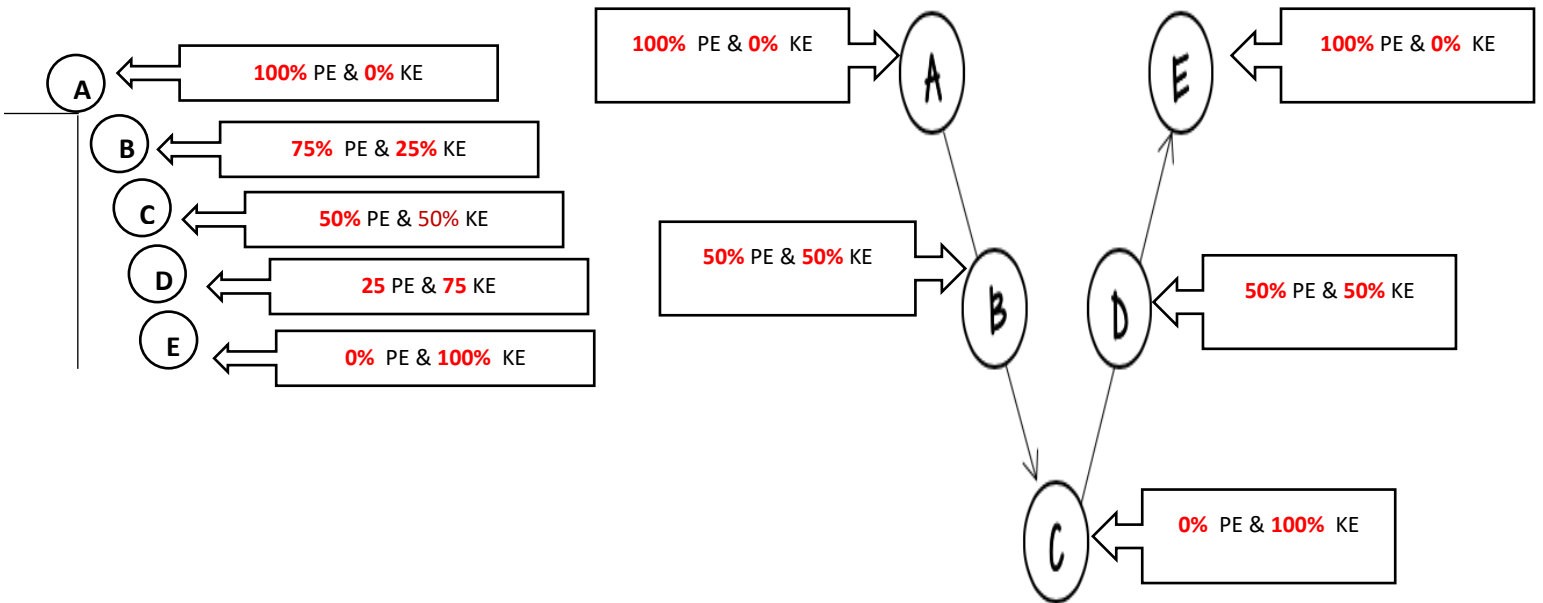 A
100% PE & 0% KE
B
75% PE & 25% KE
C
50% PE & 50% KE
D
25 PE & 75 KE
E
0% PE & 100% KE
100% PE & 0% KE
A
E
100% PE & 0% KE
50% PE & 50% KE
B
D
50% PE & 50% KE
C
0% PE & 100% KE